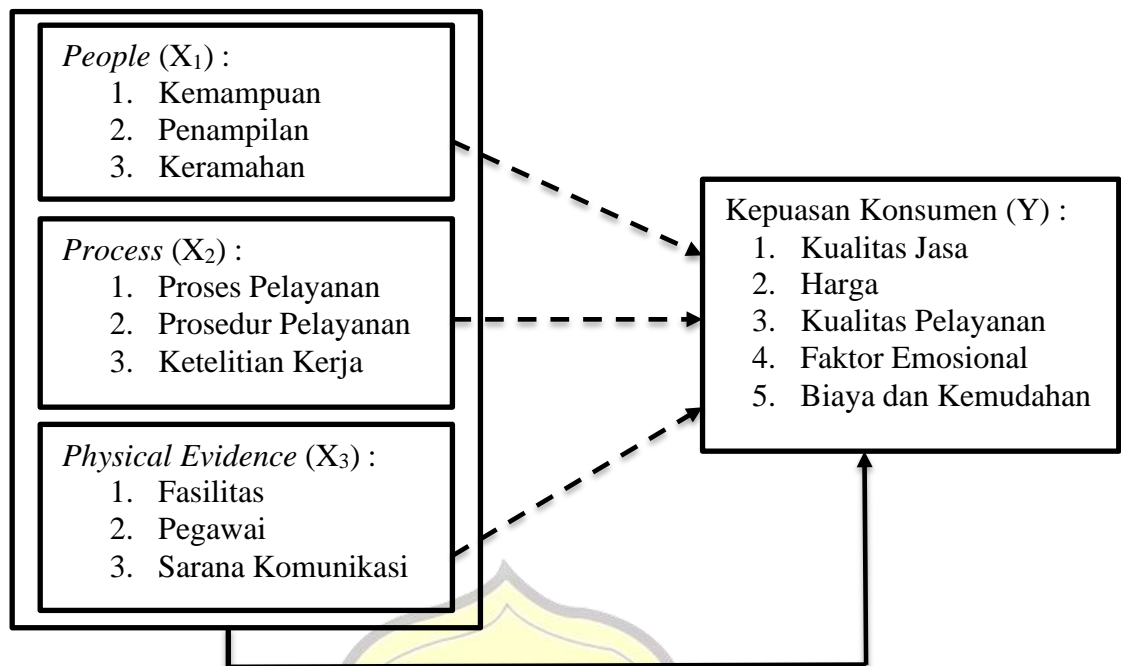 People (X₁) :
1. Kemampuan
2. Penampilan
3. Keramahan
Process (X₂) :
1. Proses Pelayanan
2. Prosedur Pelayanan
3. Ketelitian Kerja
Physical Evidence (X₃) :
1. Fasilitas
2. Pegawai
3. Sarana Komunikasi
Kepuasan Konsumen (Y) :
1. Kualitas Jasa
2. Harga
3. Kualitas Pelayanan
4. Faktor Emosional
5. Biaya dan Kemudahan